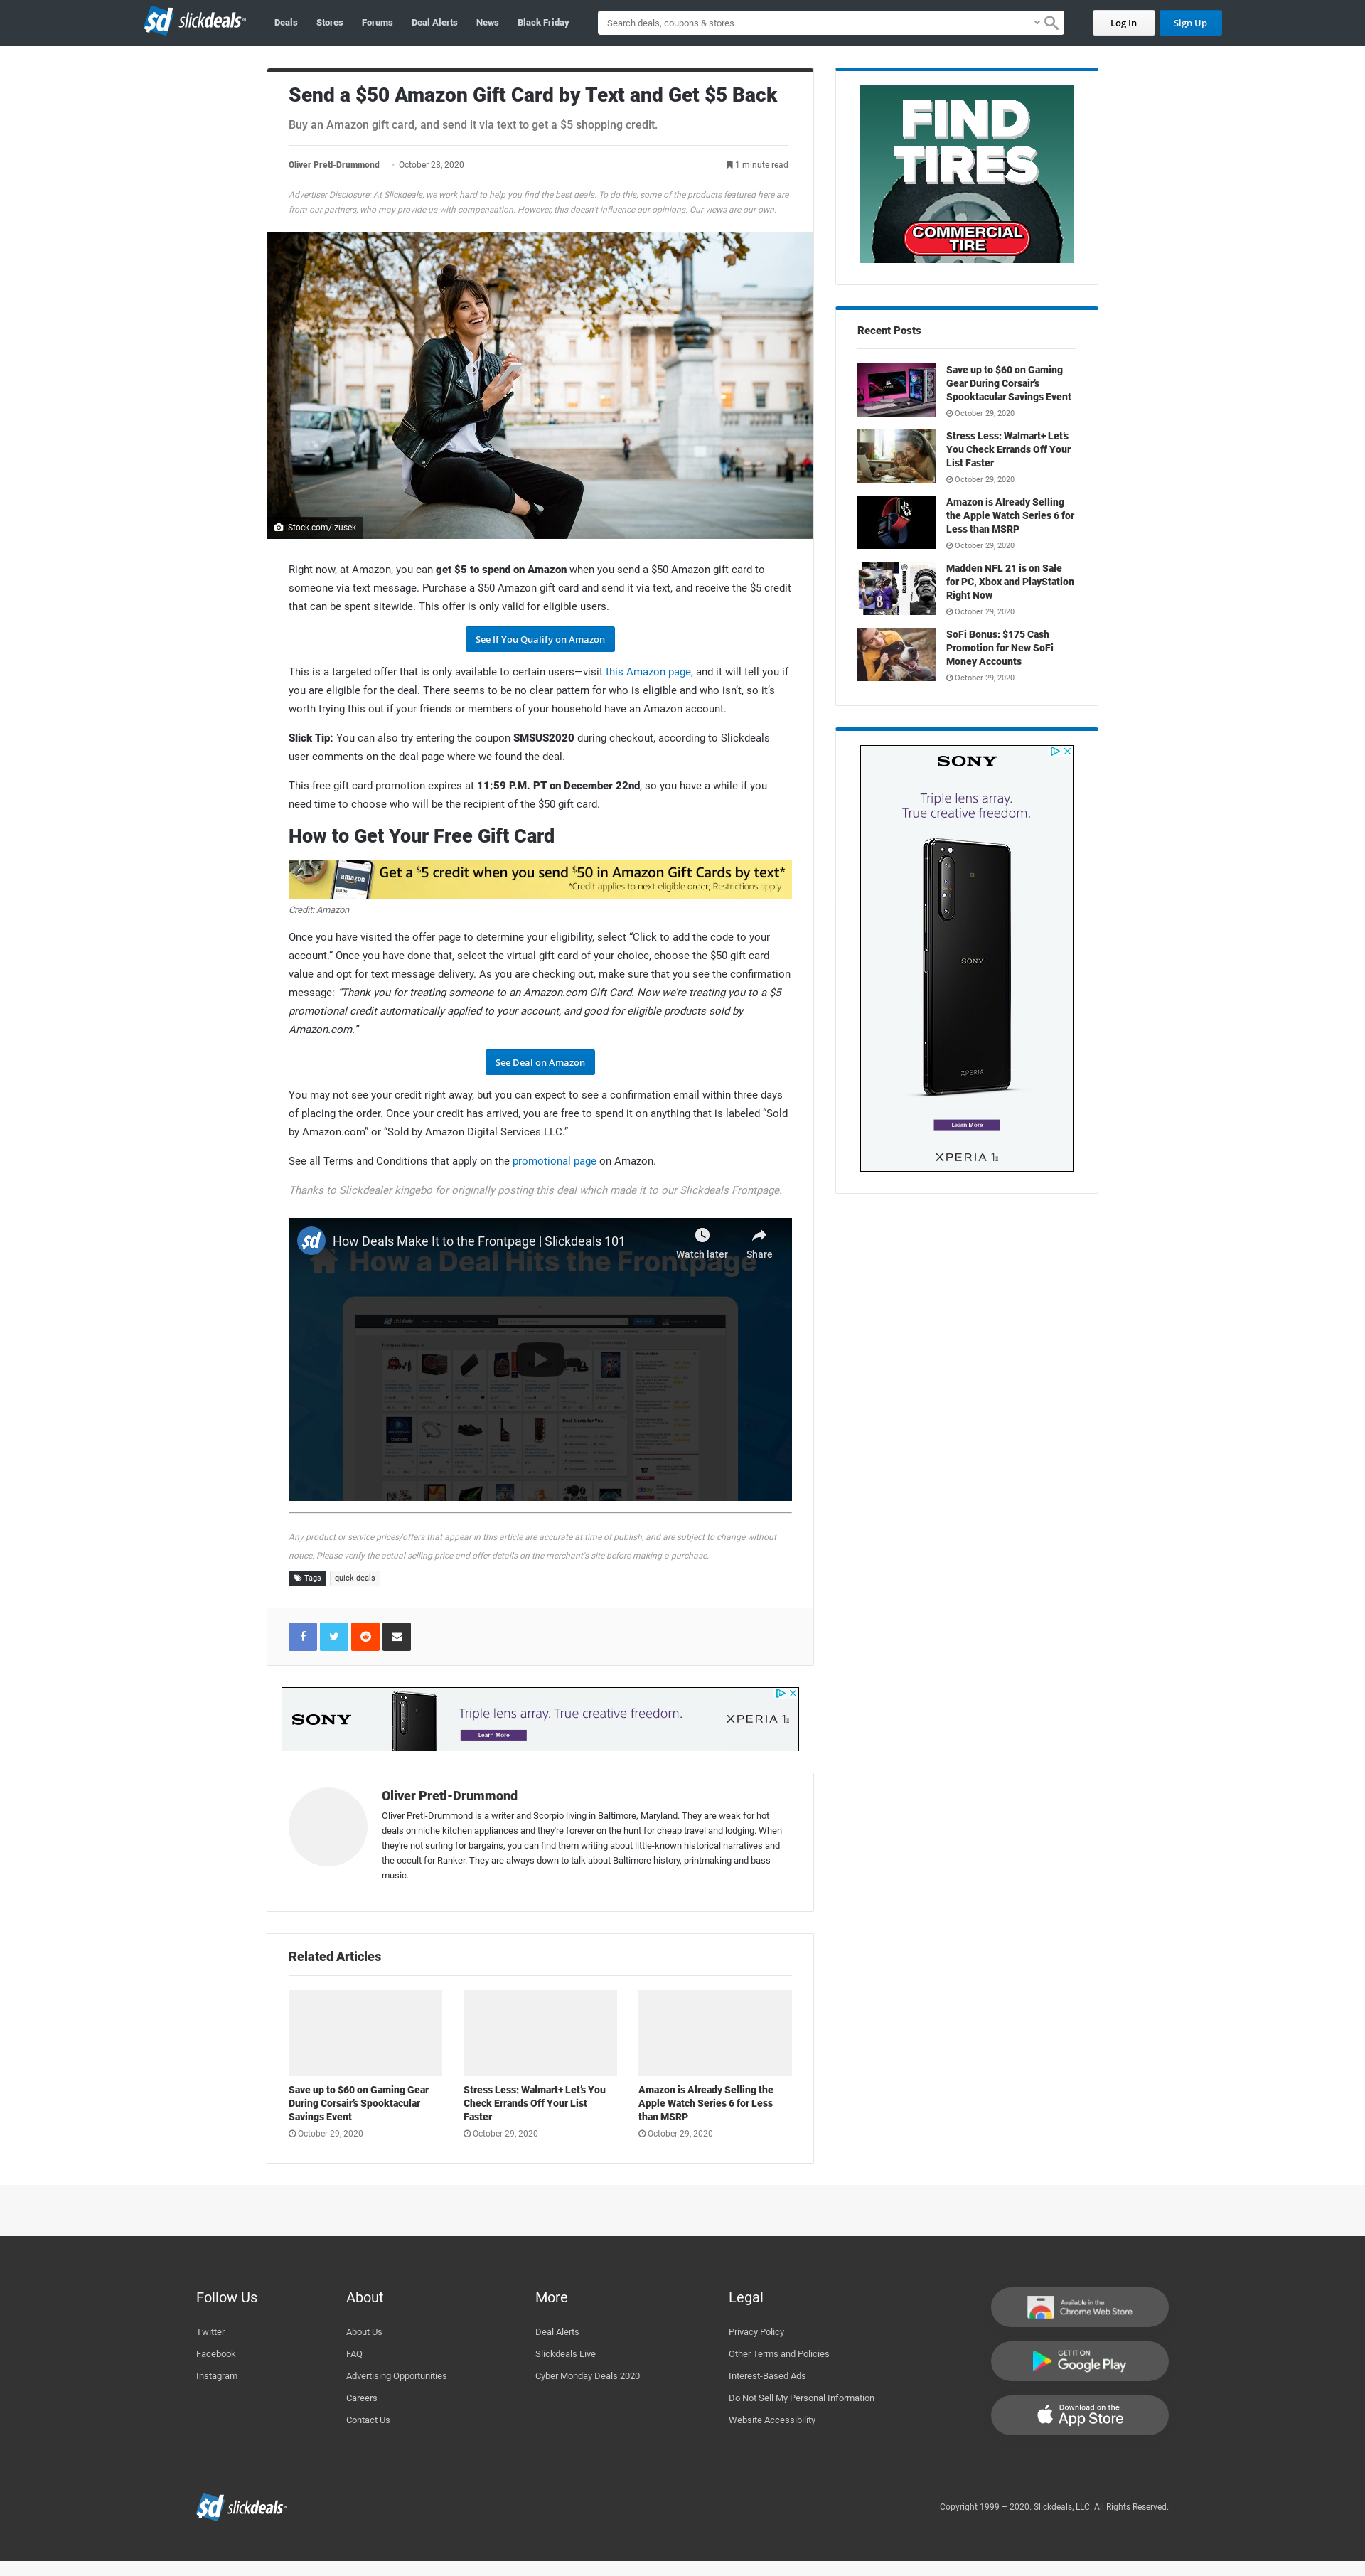 sd slickdeals
Deals
Stores
Forums
Deal Alerts
News
Black Friday
Search deals, coupons & stores
Log In
Sign Up
Send a $50 Amazon Gift Card by Text and Get $5 Back
Buy an Amazon gift card, and send it via text to get a $5 shopping credit.
Oliver Pretl-Drummond · October 28, 2020
1 minute read
Advertiser Disclosure: At Slickdeals, we work hard to help you find the best deals. To do this, some of the products featured here are
from our partners, who may provide us with compensation. However, this doesn't influence our opinions. Our views are our own.
iStock.com/izusek
Right now, at Amazon, you can get $5 to spend on Amazon when you send a $50 Amazon gift card to
someone via text message. Purchase a $50 Amazon gift card and send it via text, and receive the $5 credit
that can be spent sitewide. This offer is only valid for eligible users.
See If You Qualify on Amazon
This is a targeted offer that is only available to certain users—visit this Amazon page, and it will tell you if
you are eligible for the deal. There seems to be no clear pattern for who is eligible and who isn't, so it's
worth trying this out if your friends or members of your household have an Amazon account.
Slick Tip: You can also try entering the coupon SMSUS2020 during checkout, according to Slickdeals
user comments on the deal page where we found the deal.
This free gift card promotion expires at 11:59 P.M. PT on December 22nd, so you have a while if you
need time to choose who will be the recipient of the $50 gift card.
How to Get Your Free Gift Card
amazon
Get a $5 credit when you send $50 in Amazon Gift Cards by text*
*Credit applies to next eligible order; Restrictions apply
Credit: Amazon
Once you have visited the offer page to determine your eligibility, select "Click to add the code to your
account." Once you have done that, select the virtual gift card of your choice, choose the $50 gift card
value and opt for text message delivery. As you are checking out, make sure that you see the confirmation
message: "Thank you for treating someone to an Amazon.com Gift Card. Now we're treating you to a $5
promotional credit automatically applied to your account, and good for eligible products sold by
Amazon.com."
See Deal on Amazon
You may not see your credit right away, but you can expect to see a confirmation email within three days
of placing the order. Once your credit has arrived, you are free to spend it on anything that is labeled "Sold
by Amazon.com" or "Sold by Amazon Digital Services LLC."
See all Terms and Conditions that apply on the promotional page on Amazon.
Thanks to Slickdealer kingebo for originally posting this deal which made it to our Slickdeals Frontpage.
sd
How Deals Make It to the Frontpage | Slickdeals 101
Watch later
Share
How a Deal Hits the Frontpage
Any product or service prices/offers that appear in this article are accurate at time of publish, and are subject to change without
notice. Please verify the actual selling price and offer details on the merchant's site before making a purchase.
Tags
quick-deals
SONY
Triple lens array. True creative freedom.
Learn More
XPERIA 1 II
Oliver Pretl-Drummond
Oliver Pretl-Drummond is a writer and Scorpio living in Baltimore, Maryland. They are weak for hot
deals on niche kitchen appliances and they're forever on the hunt for cheap travel and lodging. When
they're not surfing for bargains, you can find them writing about little-known historical narratives and
the occult for Ranker. They are always down to talk about Baltimore history, printmaking and bass
music.
Related Articles
Save up to $60 on Gaming Gear
During Corsair's Spooktacular
Savings Event
October 29, 2020
Stress Less: Walmart+ Let's You
Check Errands Off Your List
Faster
October 29, 2020
Amazon is Already Selling the
Apple Watch Series 6 for Less
than MSRP
October 29, 2020
FIND
TIRES
COMMERCIAL
TIRE
Recent Posts
Save up to $60 on Gaming
Gear During Corsair's
Spooktacular Savings Event
October 29, 2020
Stress Less: Walmart+ Let's
You Check Errands Off Your
List Faster
October 29, 2020
Amazon is Already Selling
the Apple Watch Series 6 for
Less than MSRP
October 29, 2020
Madden NFL 21 is on Sale
for PC, Xbox and PlayStation
Right Now
October 29, 2020
SoFi Bonus: $175 Cash
Promotion for New SoFi
Money Accounts
October 29, 2020
SONY
Triple lens array.
True creative freedom.
SONY
XPERIA
Learn More
XPERIA 1 II
Follow Us
Twitter
Facebook
Instagram
About
About Us
FAQ
Advertising Opportunities
Careers
Contact Us
More
Deal Alerts
Slickdeals Live
Cyber Monday Deals 2020
Legal
Privacy Policy
Other Terms and Policies
Interest-Based Ads
Do Not Sell My Personal Information
Website Accessibility
Available in the
Chrome Web Store
GET IT ON
Google Play
Download on the
App Store
sd slickdeals
Copyright 1999 – 2020. Slickdeals, LLC. All Rights Reserved.